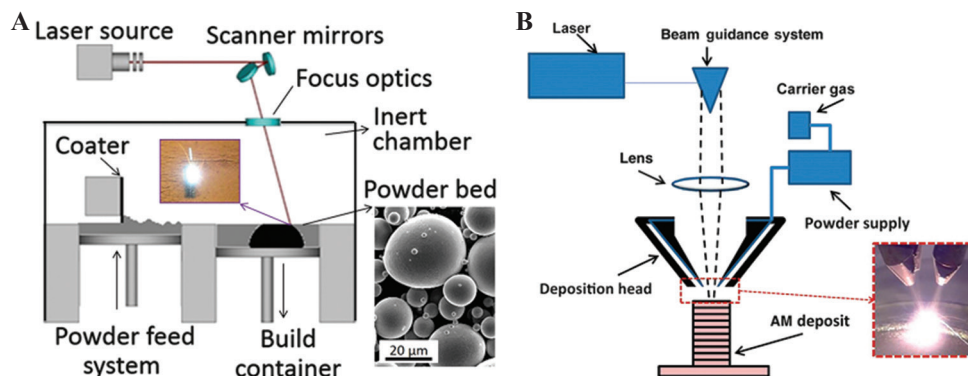 A
Laser source
Scanner mirrors
Focus optics
Inert
chamber
Coater
Powder bed
Powder feed
system
Build
container
20 µm
B
Laser
Beam guidance system
Carrier gas
Lens
Powder supply
Deposition head
AM deposit